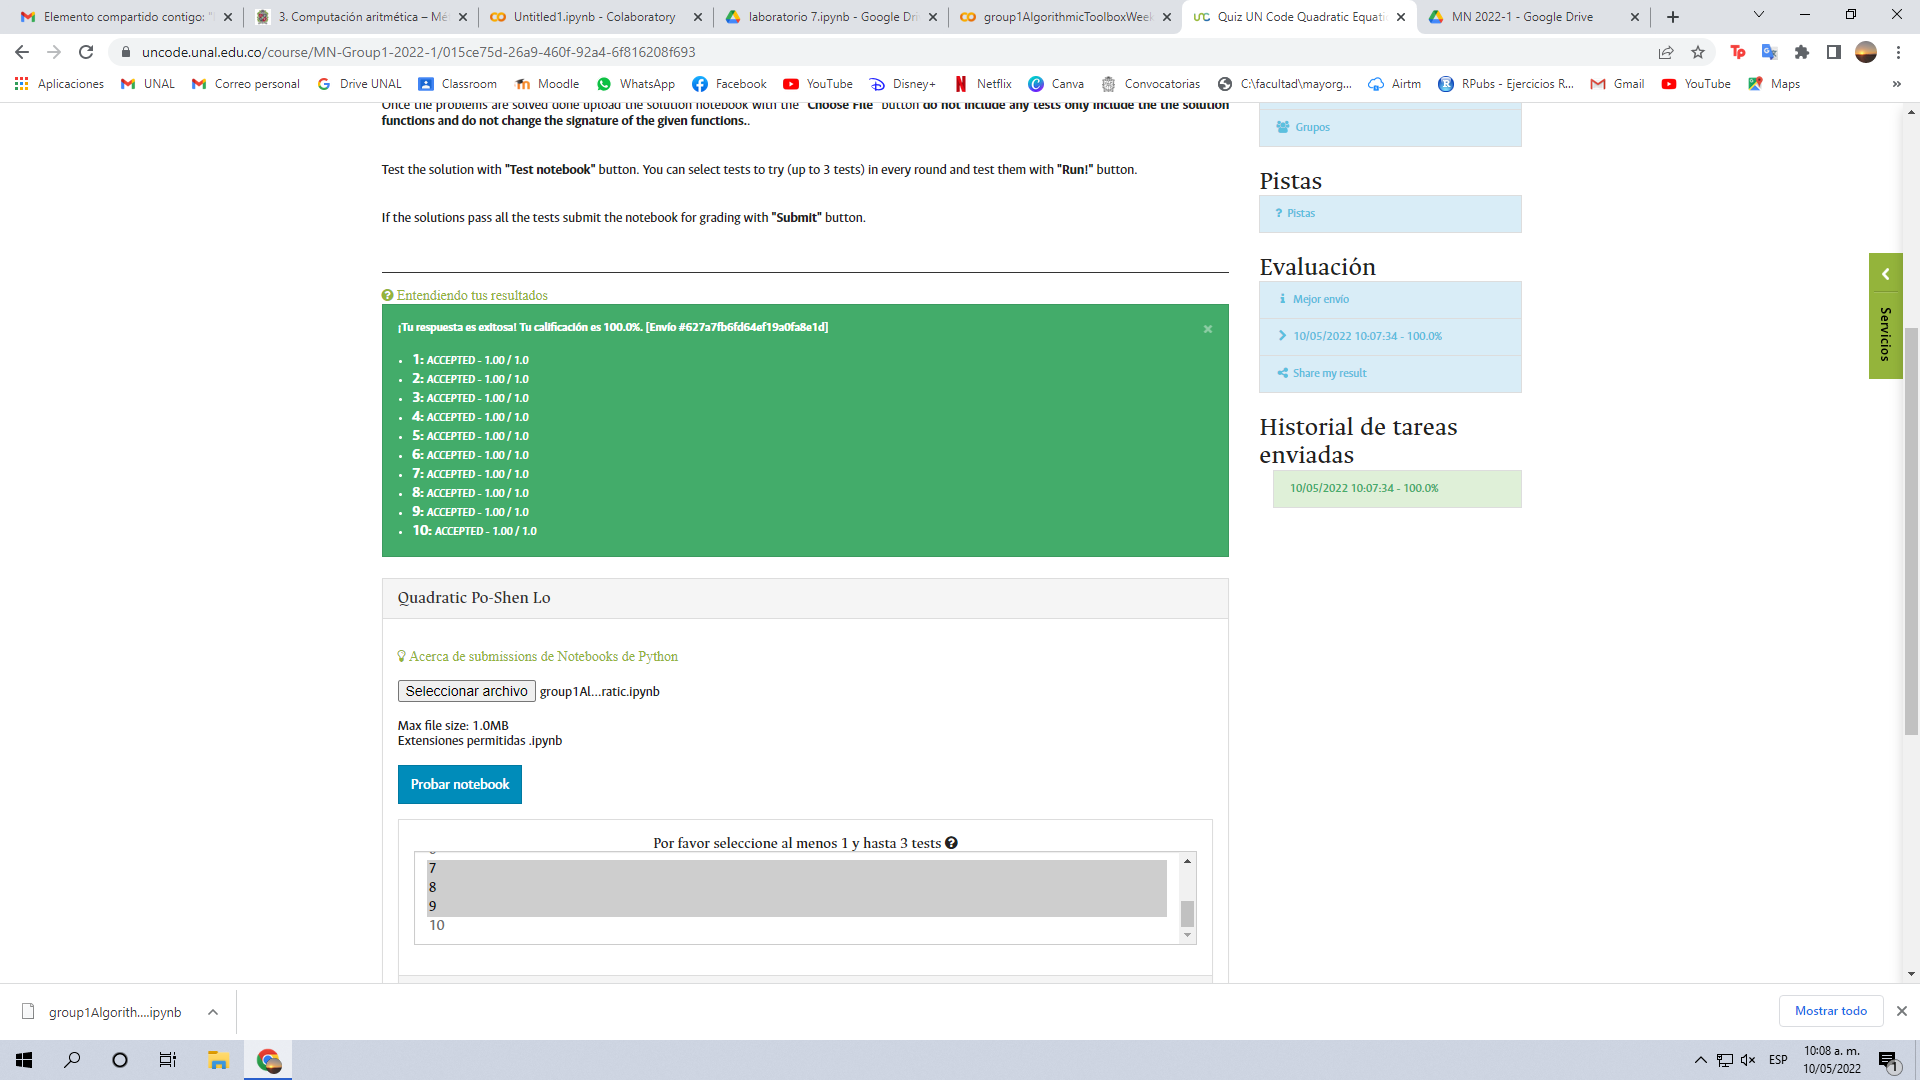 Elemento compartido contigo: "
3. Computación aritmética – Mé
Untitled1.ipynb - Colaboratory
laboratorio 7.ipynb - Google Dri
group1AlgorithmicToolboxWeek
Quiz UN Code Quadratic Equati
MN 2022-1 - Google Drive
uncode.unal.edu.co/course/MN-Group1-2022-1/015ce75d-26a9-460f-92a4-6f816208f693
Aplicaciones
UNAL
Correo personal
Drive UNAL
Classroom
Moodle
WhatsApp
Facebook
YouTube
Disney+
Netflix
Canva
Convocatorias
C:\facultad\mayorg...
Airtm
RPubs - Ejercicios R...
Gmail
YouTube
Maps
»
Once the problems are solved done upload the solution notebook with the "Choose File" button do not include any tests only include the the solution
functions and do not change the signature of the given functions..
Test the solution with "Test notebook" button. You can select tests to try (up to 3 tests) in every round and test them with "Run!" button.
If the solutions pass all the tests submit the notebook for grading with "Submit" button.
Entendiendo tus resultados
¡Tu respuesta es exitosa! Tu calificación es 100.0%. [Envío #627a7fb6fd64ef19a0fa8e1d]
×
• 1: ACCEPTED - 1.00 / 1.0
• 2: ACCEPTED - 1.00 / 1.0
• 3: ACCEPTED - 1.00 / 1.0
• 4: ACCEPTED - 1.00 / 1.0
• 5: ACCEPTED - 1.00 / 1.0
• 6: ACCEPTED - 1.00 / 1.0
• 7: ACCEPTED - 1.00 / 1.0
• 8: ACCEPTED - 1.00 / 1.0
• 9: ACCEPTED - 1.00 / 1.0
• 10: ACCEPTED - 1.00 / 1.0
Quadratic Po-Shen Lo
Acerca de submissions de Notebooks de Python
Seleccionar archivo group1Al...ratic.ipynb
Max file size: 1.0MB
Extensiones permitidas .ipynb
Probar notebook
Por favor seleccione al menos 1 y hasta 3 tests
7
8
9
10
Grupos
Pistas
? Pistas
Evaluación
Mejor envío
10/05/2022 10:07:34 - 100.0%
Share my result
Historial de tareas
enviadas
10/05/2022 10:07:34 - 100.0%
Servicios
group1Algorith....ipynb
Mostrar todo
ESP
10:08 a. m.
10/05/2022
1